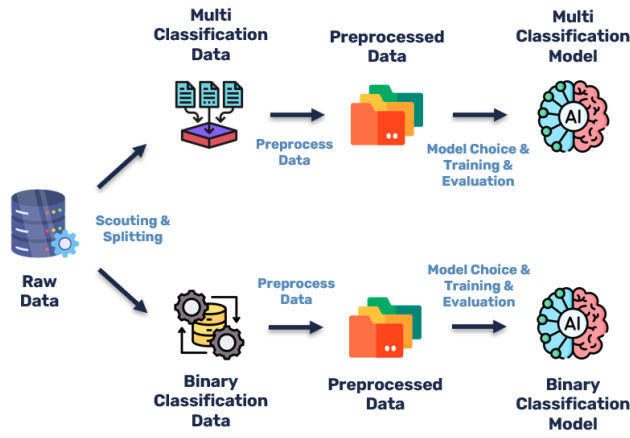 Multi
Classification
Data
Preprocessed
Data
Multi
Classification
Model
AI
Preprocess
Data
Model Choice &
Training &
Evaluation
Scouting &
Splitting
Raw
Data
Preprocess
Data
Model Choice &
Training &
Evaluation
AI
Binary
Classification
Data
Preprocessed
Data
Binary
Classification
Model